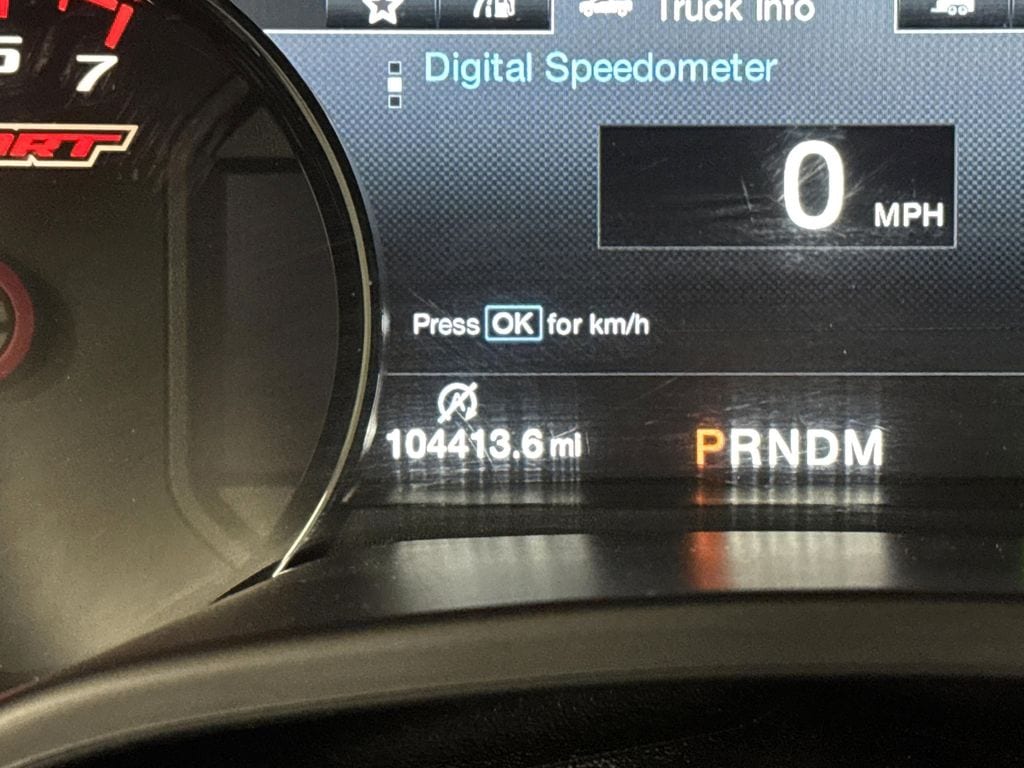 Truck Info
7
Digital Speedometer
0 MPH
Press OK for km/h
104413.6 mi
PRNDM